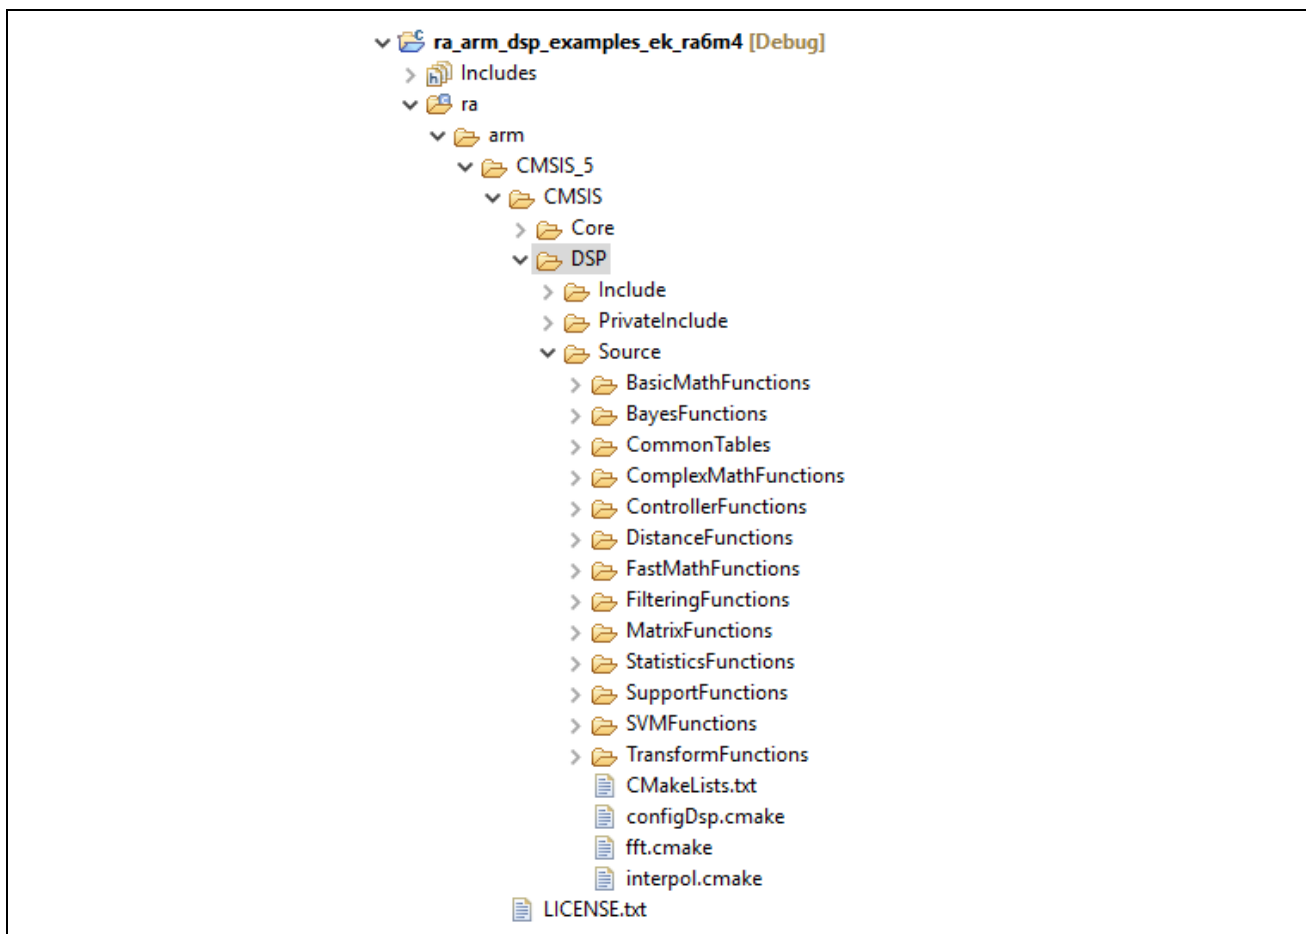 ra_arm_dsp_examples_ek_ra6m4 [Debug]
Includes
ra
arm
CMSIS_5
CMSIS
Core
DSP
Include
PrivateInclude
Source
BasicMathFunctions
BayesFunctions
CommonTables
ComplexMathFunctions
ControllerFunctions
DistanceFunctions
FastMathFunctions
FilteringFunctions
MatrixFunctions
StatisticsFunctions
SupportFunctions
SVMFunctions
TransformFunctions
CMakeLists.txt
configDsp.cmake
fft.cmake
interpol.cmake
LICENSE.txt